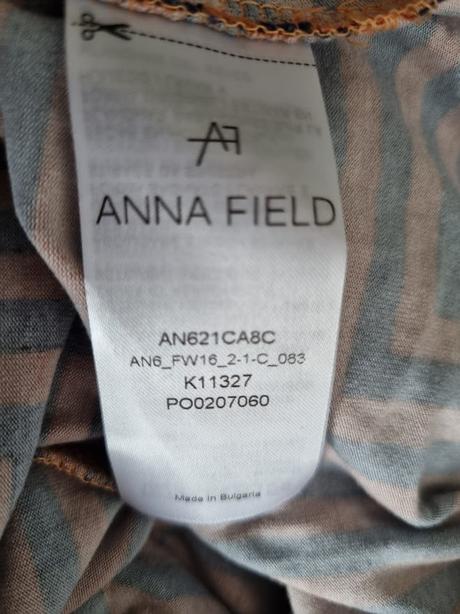 AF
ANNA FIELD
AN621CA8C
AN6_FW16_2-1-C_083
K11327
PO0207060
Made in Bulgaria